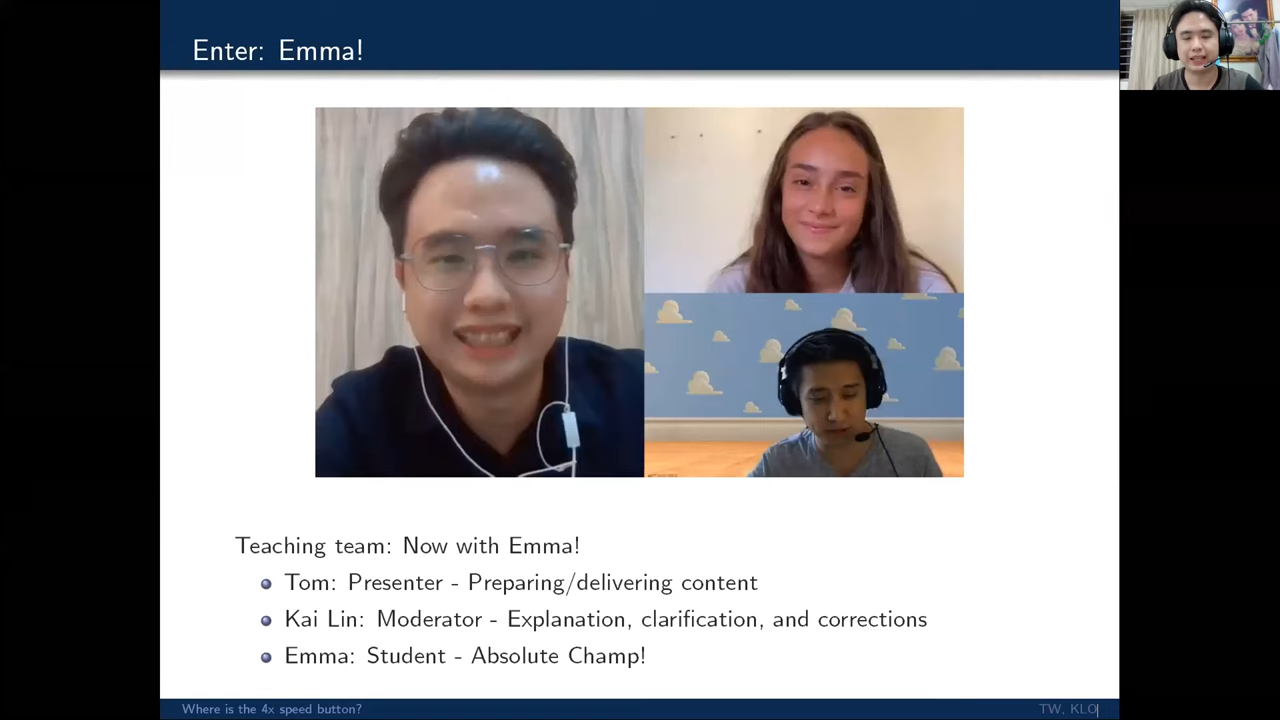 Enter: Emma!
Teaching team: Now with Emma!
Tom: Presenter - Preparing/delivering content
Kai Lin: Moderator - Explanation, clarification, and corrections
Emma: Student - Absolute Champ!
Where is the 4x speed button?
TW, KLO